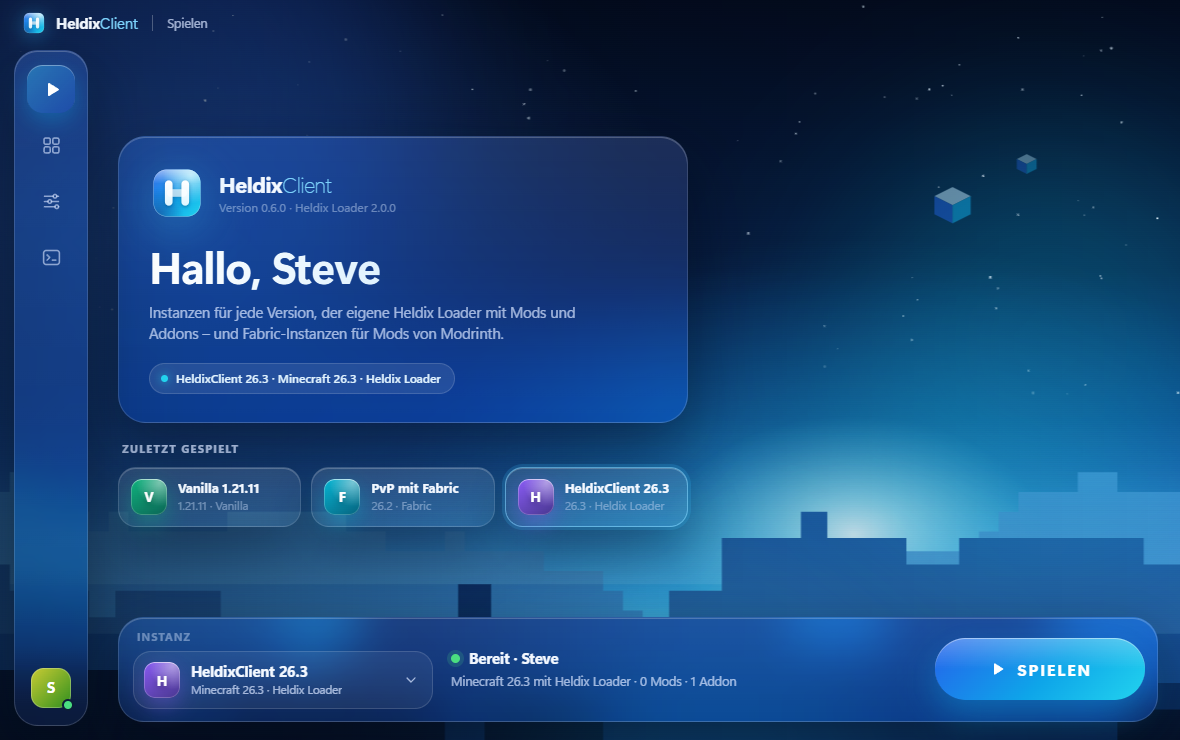 HeldixClient | Spielen
HeldixClient
Version 0.6.0 · Heldix Loader 2.0.0
Hallo, Steve
Instanzen für jede Version, der eigene Heldix Loader mit Mods und
Addons – und Fabric-Instanzen für Mods von Modrinth.
HeldixClient 26.3 · Minecraft 26.3 · Heldix Loader
ZULETZT GESPIELT
V
Vanilla 1.21.11
1.21.11 · Vanilla
F
PvP mit Fabric
26.2 · Fabric
H
HeldixClient 26.3
26.3 · Heldix Loader
INSTANZ
H
HeldixClient 26.3
Minecraft 26.3 · Heldix Loader
Bereit · Steve
Minecraft 26.3 mit Heldix Loader · 0 Mods · 1 Addon
SPIELEN
S